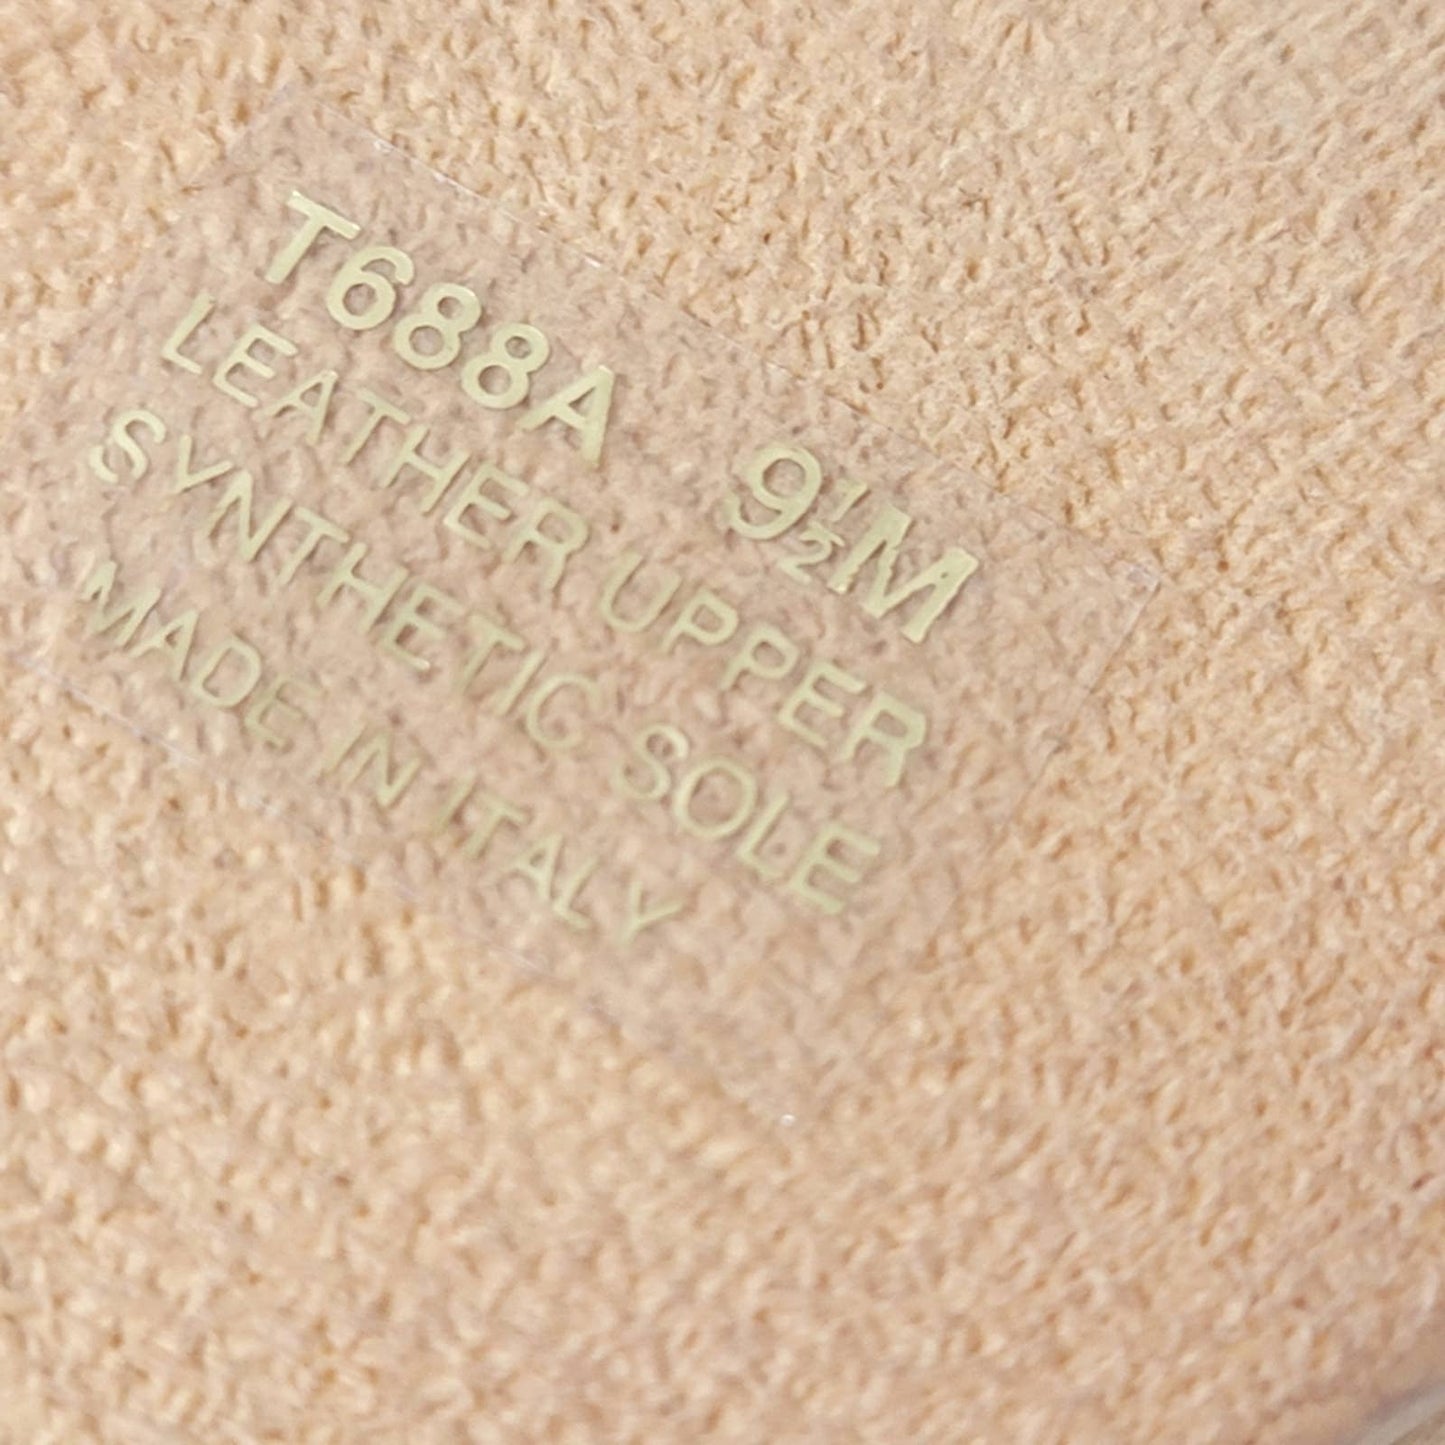 T688A 9½M
LEATHER UPPER
SYNTHETIC SOLE
MADE IN ITALY